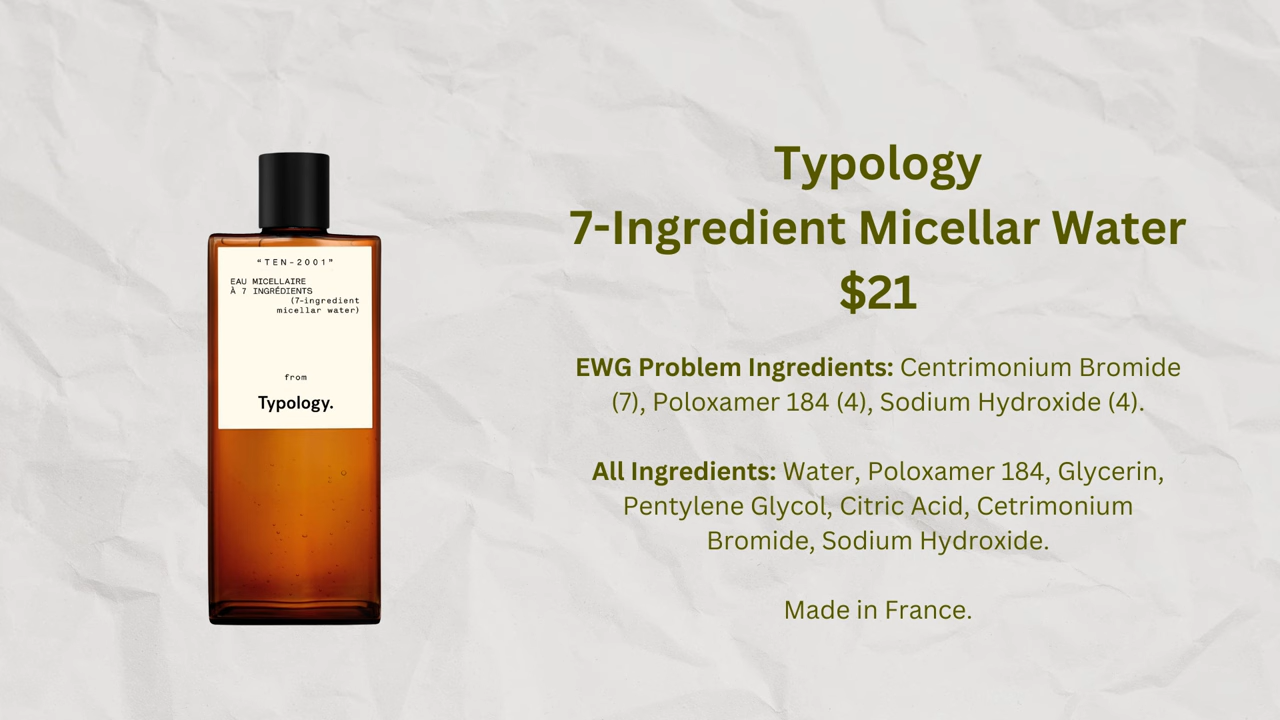 "TEN-2001"
EAU MICELLAIRE
À 7 INGRÉDIENTS
(7-ingredient
micellar water)
from
Typology.
Typology
7-Ingredient Micellar Water
$21
EWG Problem Ingredients: Centrimonium Bromide
(7), Poloxamer 184 (4), Sodium Hydroxide (4).
All Ingredients: Water, Poloxamer 184, Glycerin,
Pentylene Glycol, Citric Acid, Cetrimonium
Bromide, Sodium Hydroxide.
Made in France.